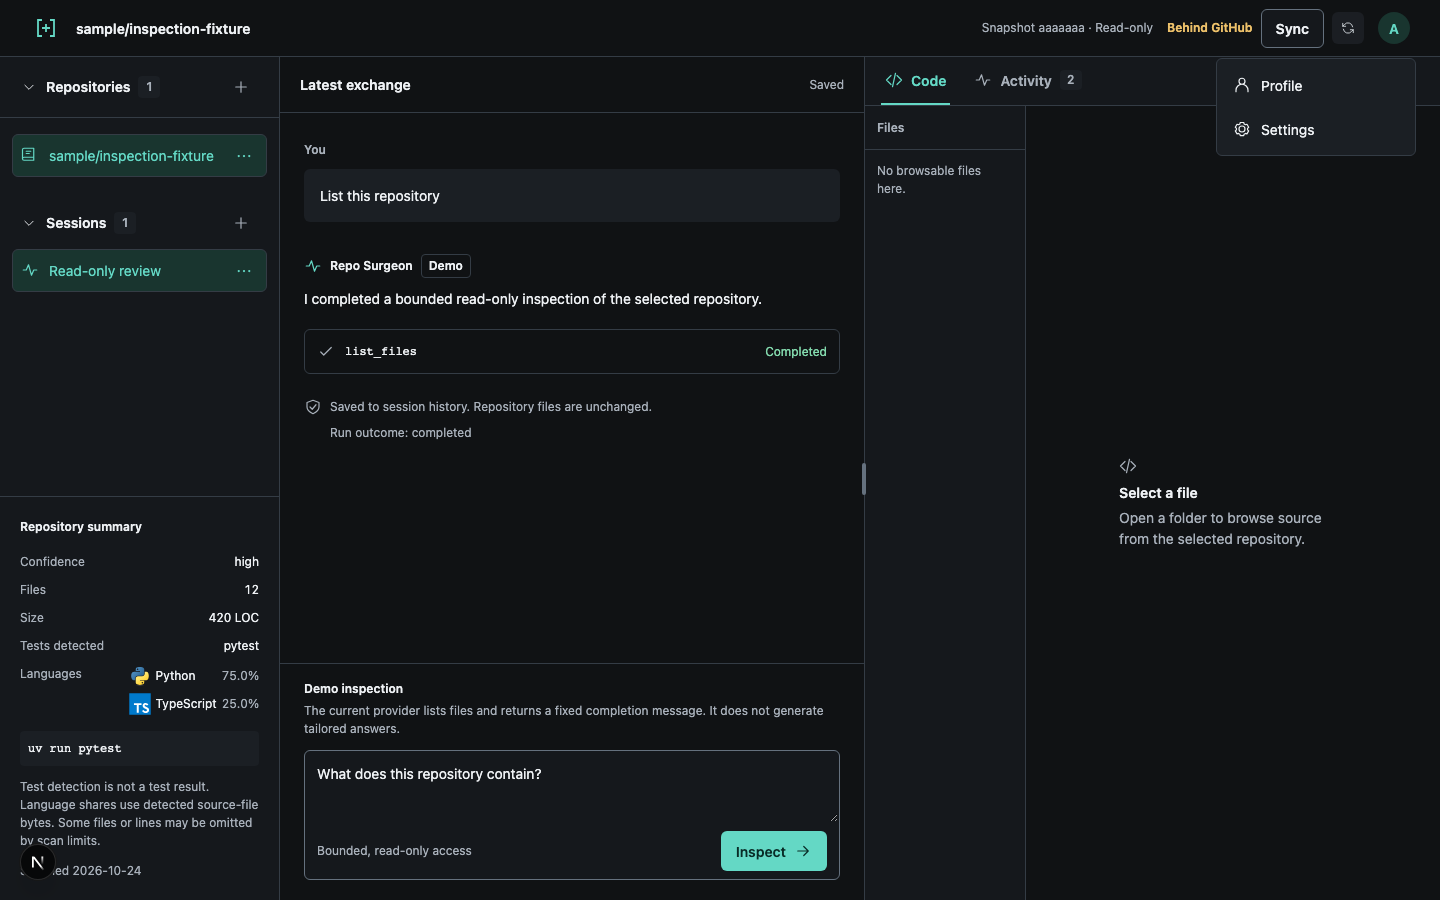 sample/inspection-fixture
Snapshot aaaaaaa · Read-only
Behind GitHub
Sync
A
Profile
Settings
Repositories 1
sample/inspection-fixture
Sessions 1
Read-only review
Repository summary
Confidence high
Files 12
Size 420 LOC
Tests detected pytest
Languages Python 75.0%
TS TypeScript 25.0%
uv run pytest
Test detection is not a test result.
Language shares use detected source-file
bytes. Some files or lines may be omitted
by scan limits.
2026-10-24
N
Latest exchange
Saved
You
List this repository
Repo Surgeon Demo
I completed a bounded read-only inspection of the selected repository.
list_files Completed
Saved to session history. Repository files are unchanged.
Run outcome: completed
Demo inspection
The current provider lists files and returns a fixed completion message. It does not generate
tailored answers.
What does this repository contain?
Bounded, read-only access
Inspect
Code
Activity 2
Files
No browsable files
here.
Select a file
Open a folder to browse source
from the selected repository.